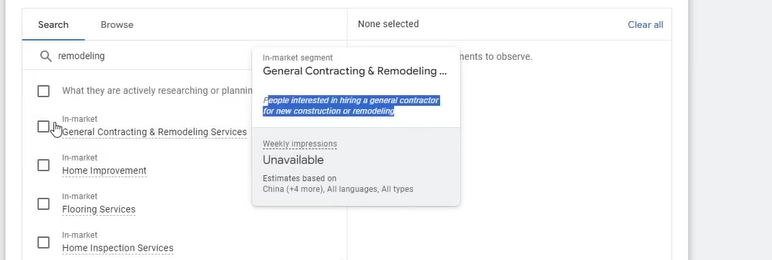 Search Browse None selected Clear all
remodeling
nents to observe.
What they are actively researching or plannin
In-market
General Contracting & Remodeling Services
In-market
Home Improvement
In-market
Flooring Services
In-market
Home Inspection Services
In-market segment
General Contracting & Remodeling ...
People interested in hiring a general contractor
for new construction or remodeling
Weekly impressions
Unavailable
Estimates based on
China (+4 more), All languages, All types